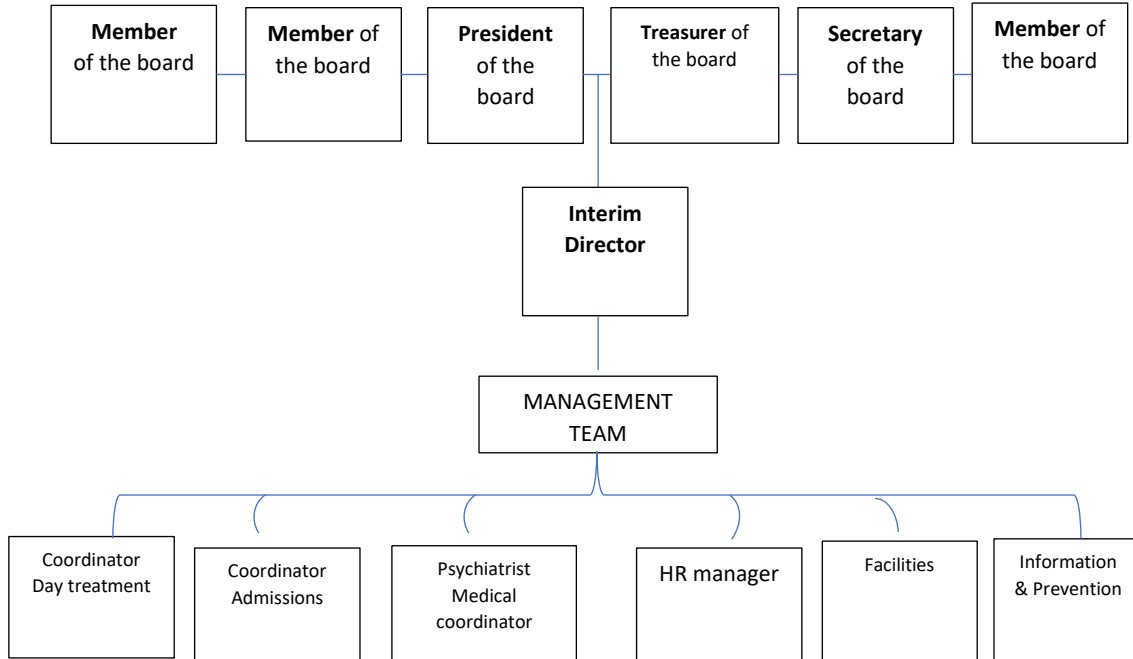 Member
of the board
Member of
the board
President
of the
board
Treasurer of
the board
Secretary
of the
board
Member of
the board
Interim
Director
MANAGEMENT
TEAM
Coordinator
Day treatment
Coordinator
Admissions
Psychiatrist
Medical
coordinator
HR manager
Facilities
Information
& Prevention